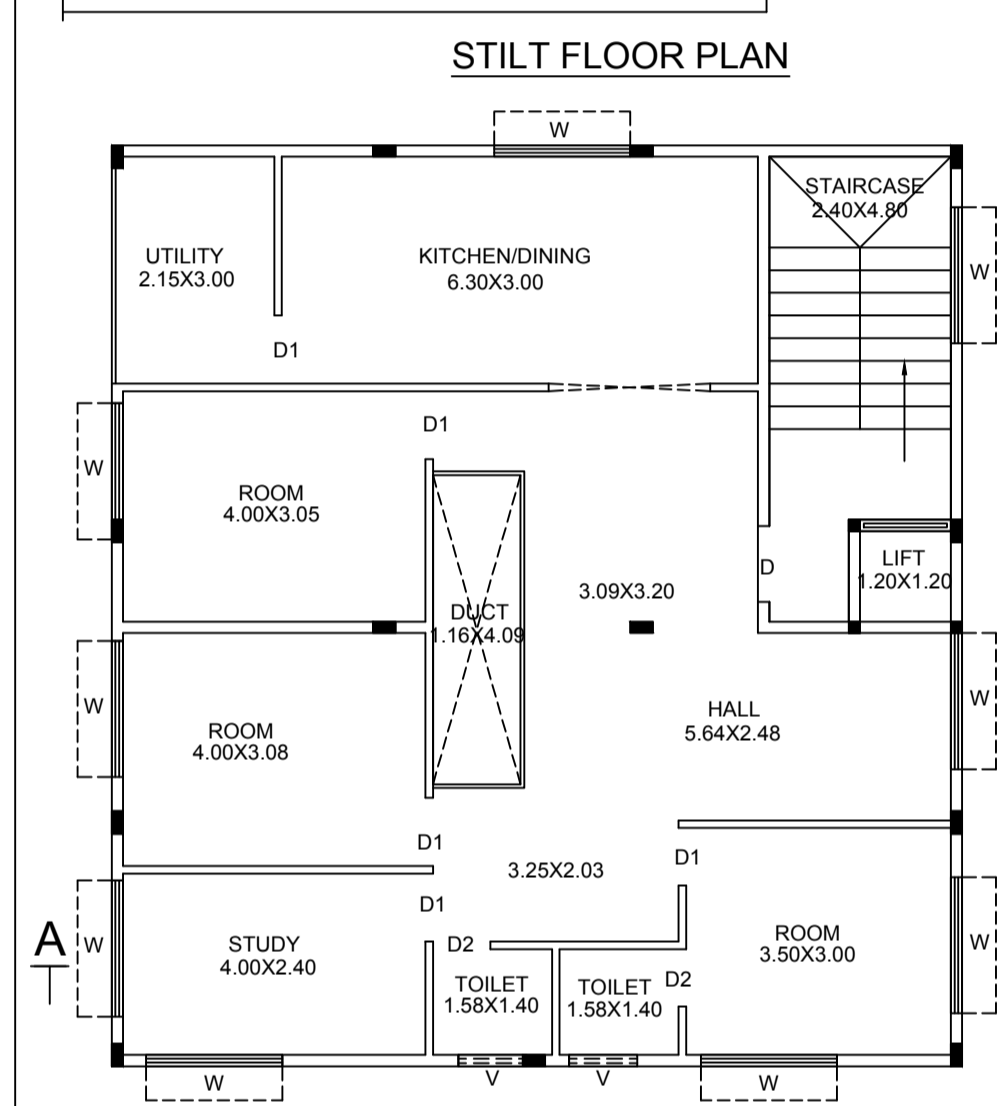 STILT FLOOR PLAN
W
STAIRCASE
2.40X4.80
UTILITY
2.15X3.00
KITCHEN/DINING
6.30X3.00
W
D1
D1
W
ROOM
4.00X3.05
LIFT
1.20X1.20
D
3.09X3.20
DUCT
1.16X4.09
W
ROOM
4.00X3.08
HALL
5.64X2.48
W
D1
D1
3.25X2.03
D1
A
W
STUDY
4.00X2.40
D2
ROOM
3.50X3.00
W
TOILET
1.58X1.40
TOILET
1.58X1.40
D2
W
V
V
W